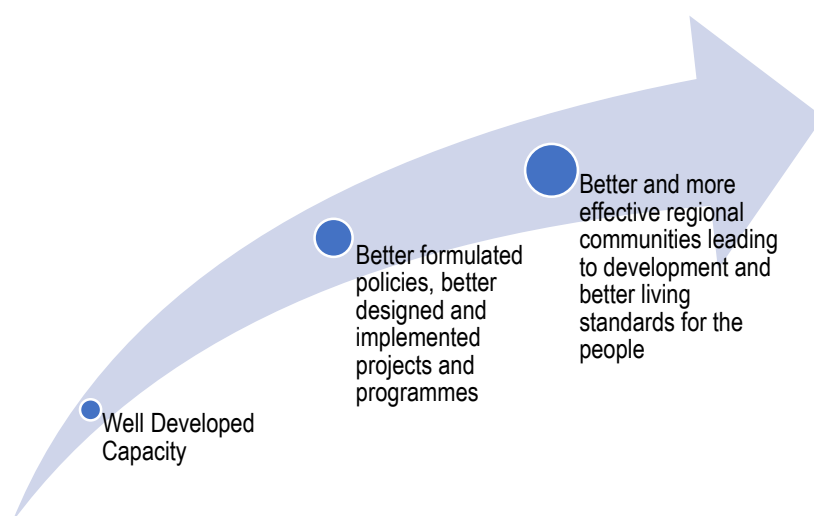 Well Developed
Capacity
Better formulated
policies, better
designed and
implemented
projects and
programmes
Better and more
effective regional
communities leading
to development and
better living
standards for the
people